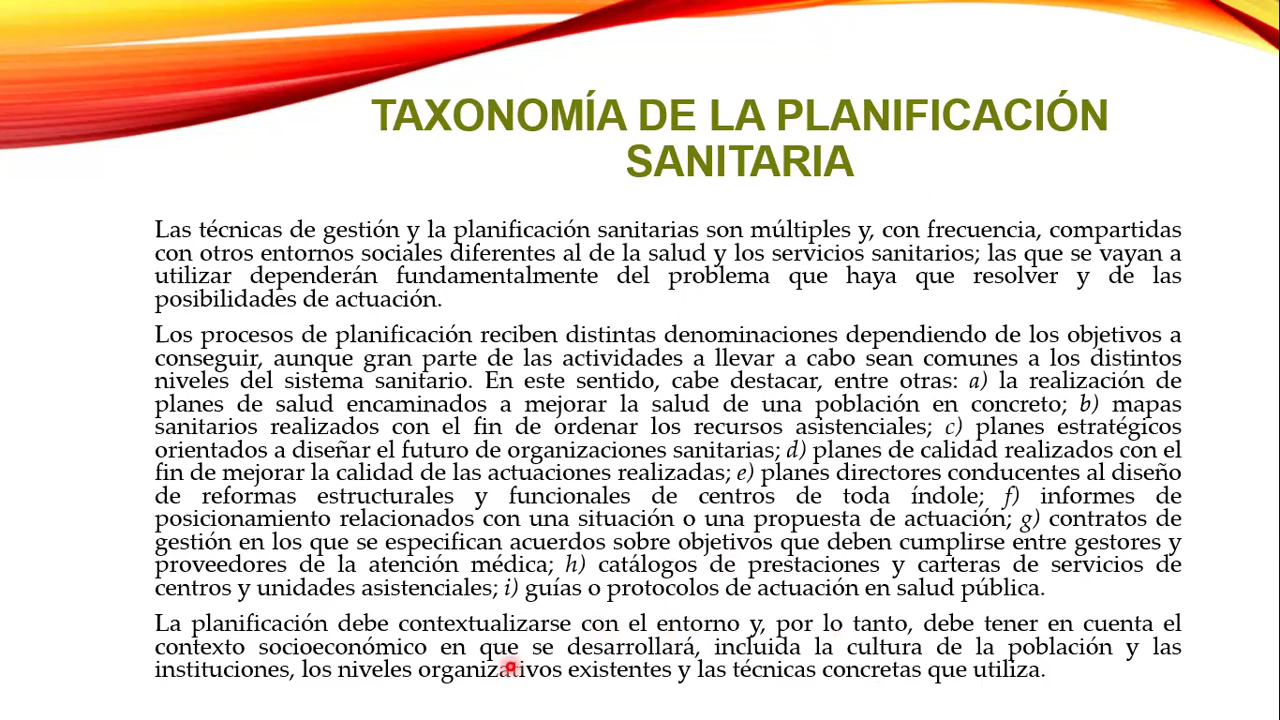 TAXONOMÍA DE LA PLANIFICACIÓN
SANITARIA
Las técnicas de gestión y la planificación sanitarias son múltiples y, con frecuencia, compartidas
con otros entornos sociales diferentes al de la salud y los servicios sanitarios; las que se vayan a
utilizar dependerán fundamentalmente del problema que haya que resolver y de las
posibilidades de actuación.
Los procesos de planificación reciben distintas denominaciones dependiendo de los objetivos a
conseguir, aunque gran parte de las actividades a llevar a cabo sean comunes a los distintos
niveles del sistema sanitario. En este sentido, cabe destacar, entre otras: a) la realización de
planes de salud encaminados a mejorar la salud de una población en concreto; b) mapas
sanitarios realizados con el fin de ordenar los recursos asistenciales; c) planes estratégicos
orientados a diseñar el futuro de organizaciones sanitarias; d) planes de calidad realizados con el
fin de mejorar la calidad de las actuaciones realizadas; e) planes directores conducentes al diseño
de reformas estructurales y funcionales de centros de toda índole; f) informes de
posicionamiento relacionados con una situación o una propuesta de actuación; g) contratos de
gestión en los que se especifican acuerdos sobre objetivos que deben cumplirse entre gestores y
proveedores de la atención médica; h) catálogos de prestaciones y carteras de servicios de
centros y unidades asistenciales; i) guías o protocolos de actuación en salud pública.
La planificación debe contextualizarse con el entorno y, por lo tanto, debe tener en cuenta el
contexto socioeconómico en que se desarrollará, incluida la cultura de la población y las
instituciones, los niveles organizativos existentes y las técnicas concretas que utiliza.